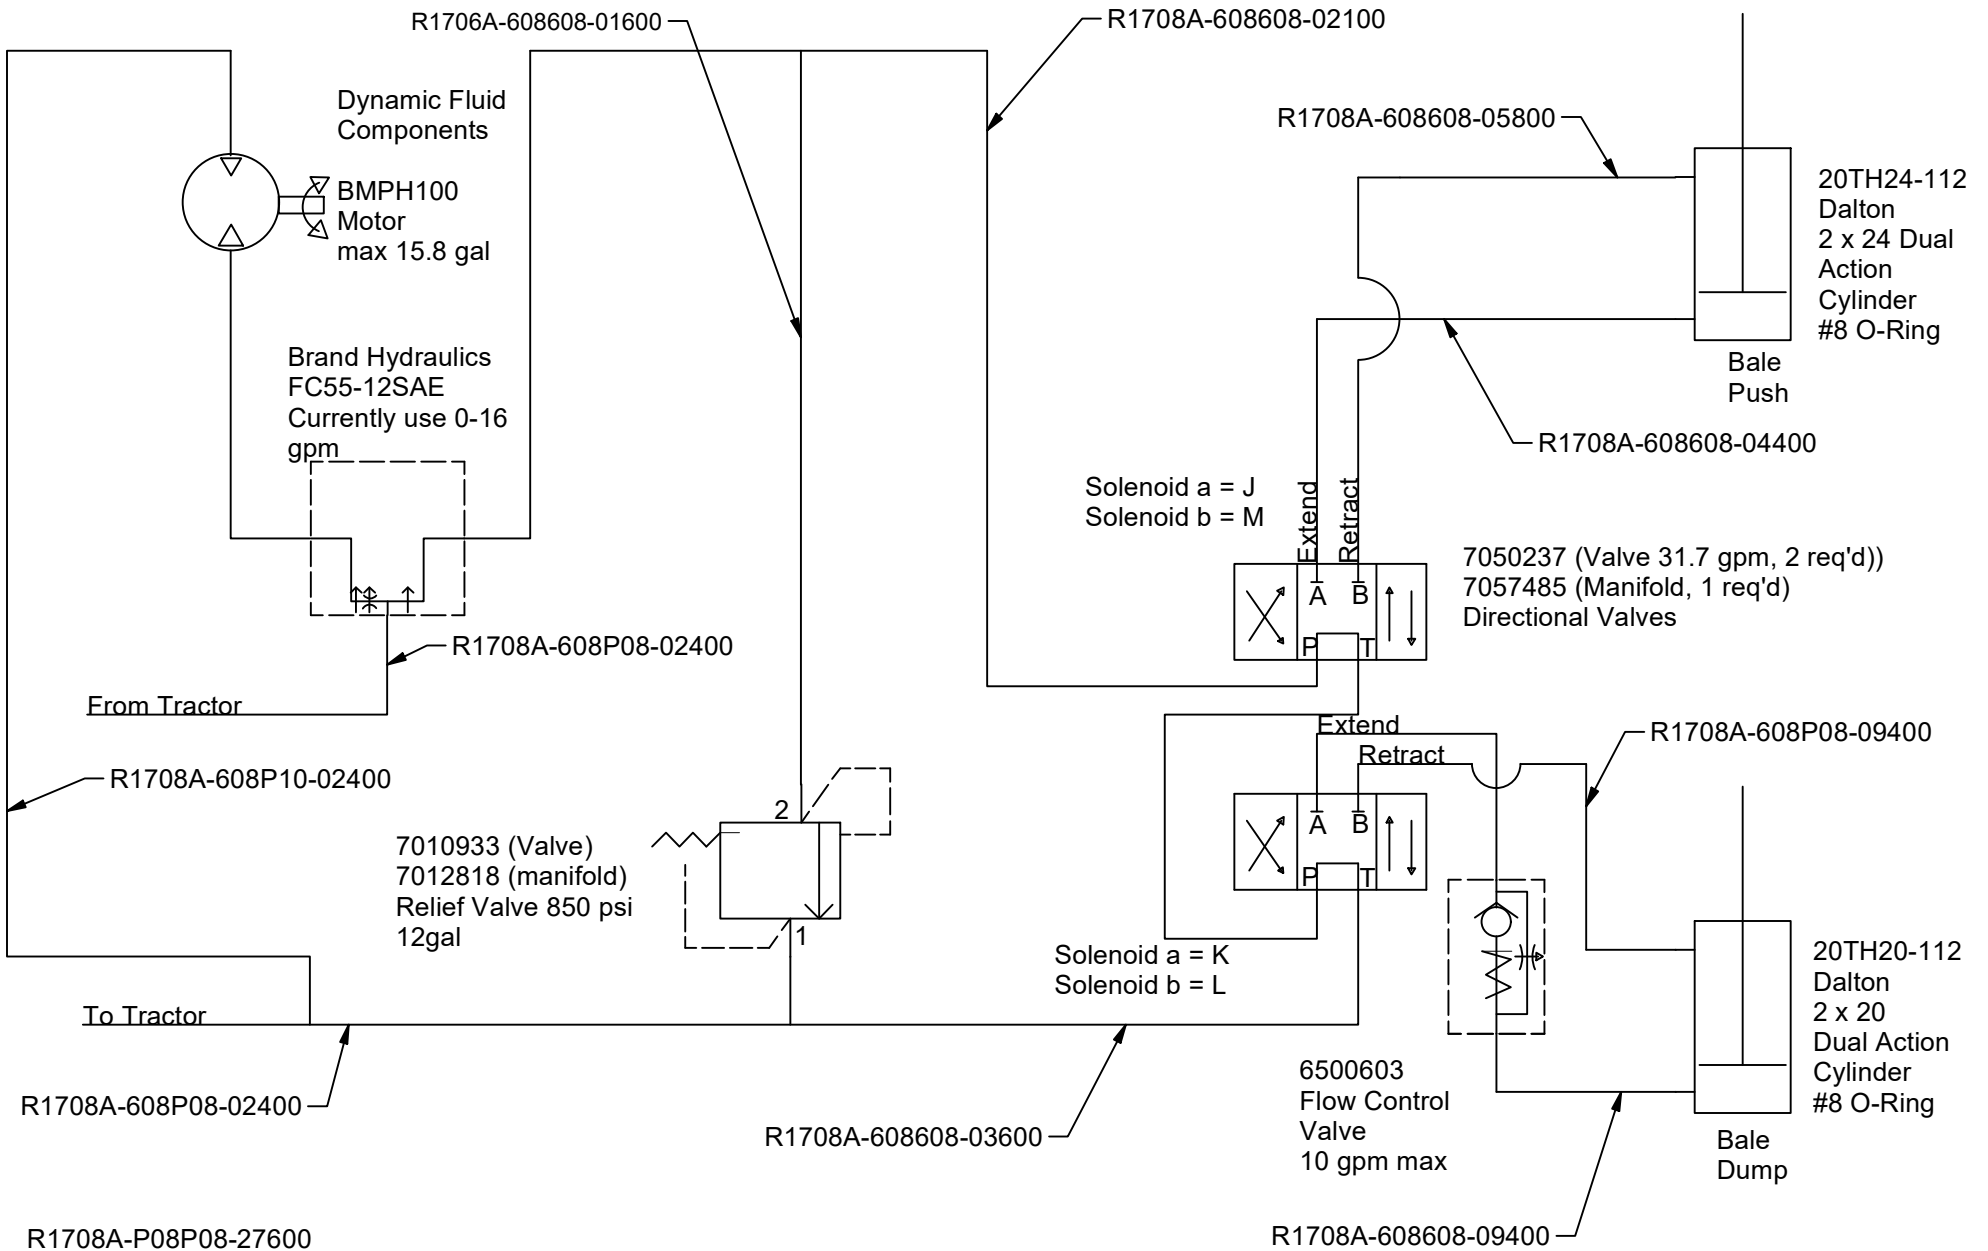 R1706A-608608-01600
R1708A-608608-02100
Dynamic Fluid
Components
BMPH100
Motor
max 15.8 gal
R1708A-608608-05800
20TH24-112
Dalton
2 x 24 Dual
Action
Cylinder
#8 O-Ring
Bale
Push
Brand Hydraulics
FC55-12SAE
Currently use 0-16
gpm
R1708A-608608-04400
Solenoid a = J
Solenoid b = M
Extend
Retract
A B
P T
7050237 (Valve 31.7 gpm, 2 req'd))
7057485 (Manifold, 1 req'd)
Directional Valves
R1708A-608P08-02400
From Tractor
Extend
Retract
R1708A-608P08-09400
R1708A-608P10-02400
2
7010933 (Valve)
7012818 (manifold)
Relief Valve 850 psi
12gal
1
A B
P T
Solenoid a = K
Solenoid b = L
20TH20-112
Dalton
2 x 20
Dual Action
Cylinder
#8 O-Ring
Bale
Dump
To Tractor
6500603
Flow Control
Valve
10 gpm max
R1708A-608P08-02400
R1708A-608608-03600
R1708A-608608-09400
R1708A-P08P08-27600